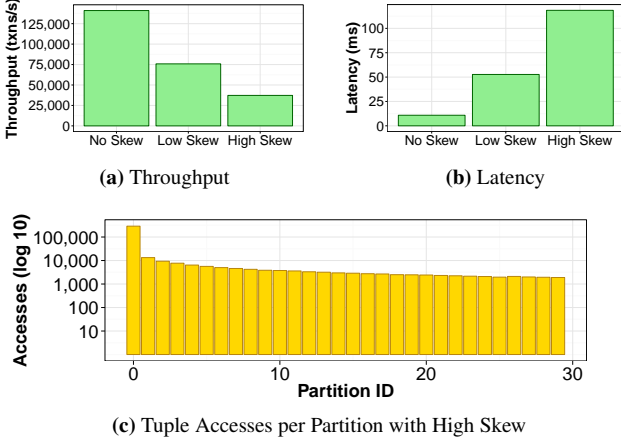 Throughput (txns/s)
125,000
100,000
75,000
50,000
25,000
0
No Skew Low Skew High Skew
(a) Throughput
Latency (ms)
100
75
50
25
0
No Skew Low Skew High Skew
(b) Latency
Accesses (log 10)
100,000
10,000
1,000
100
10
0 10 20 30
Partition ID
(c) Tuple Accesses per Partition with High Skew